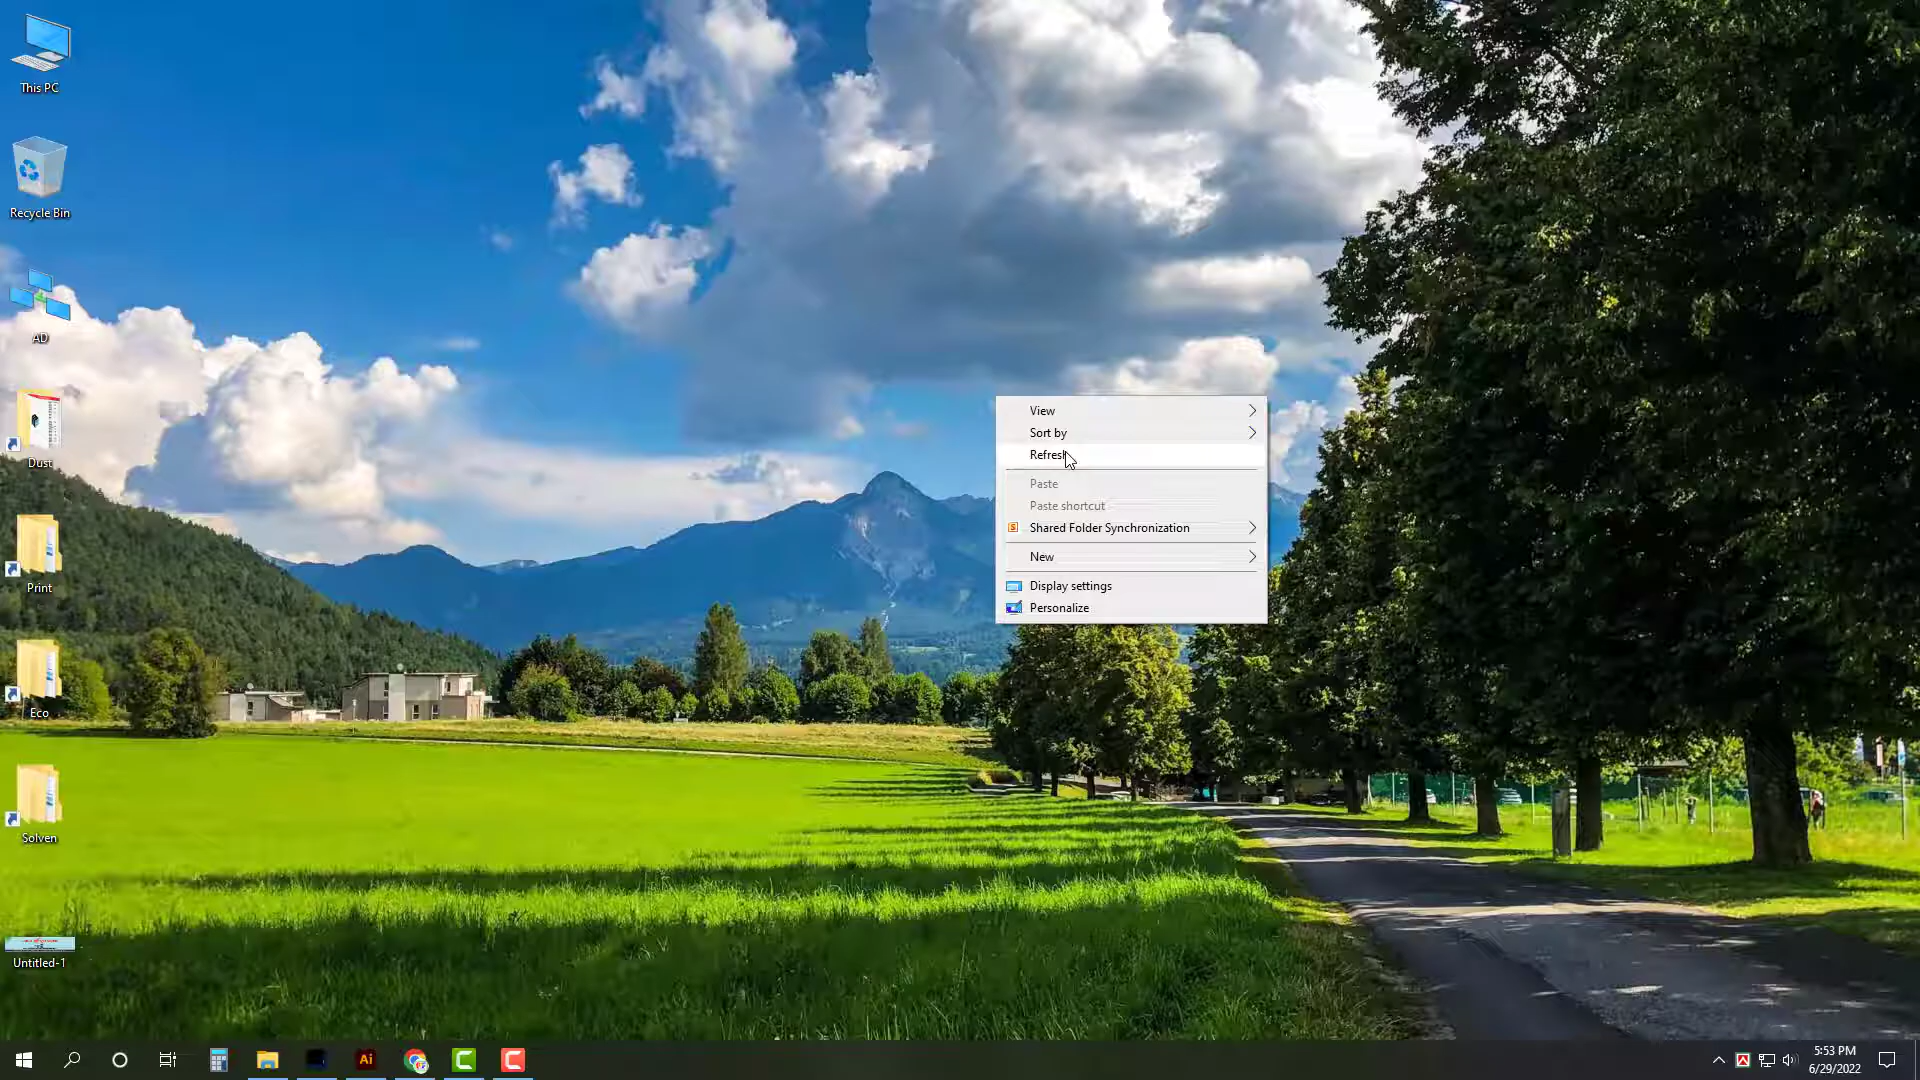 This PC
Recycle Bin
AD
Dust
Print
Eco
Solven
Untitled-1
View
Sort by
Refresh
Paste
Paste shortcut
S
Shared Folder Synchronization
New
Display settings
Personalize
Ai
5:53 PM
6/29/2022